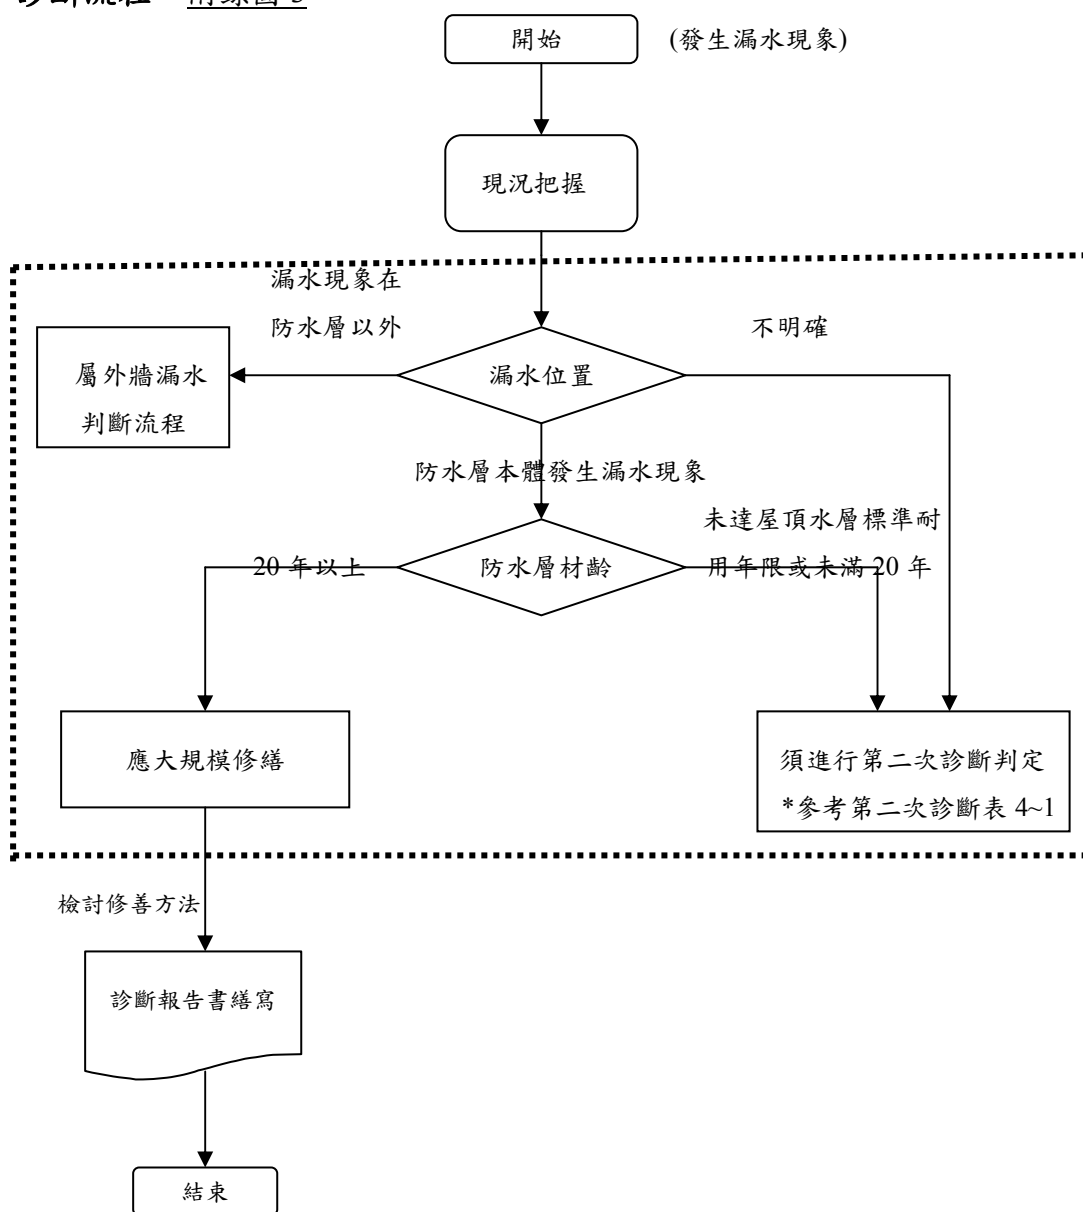 開始
(發生漏水現象)
現況把握
漏水現象在
防水層以外
不明確
屬外牆漏水
判斷流程
漏水位置
防水層本體發生漏水現象
未達屋頂水層標準耐
用年限或未滿 20 年
20 年以上
防水層材齡
應大規模修繕
須進行第二次診斷判定
*參考第二次診斷表 4~1
檢討修善方法
診斷報告書繕寫
結束